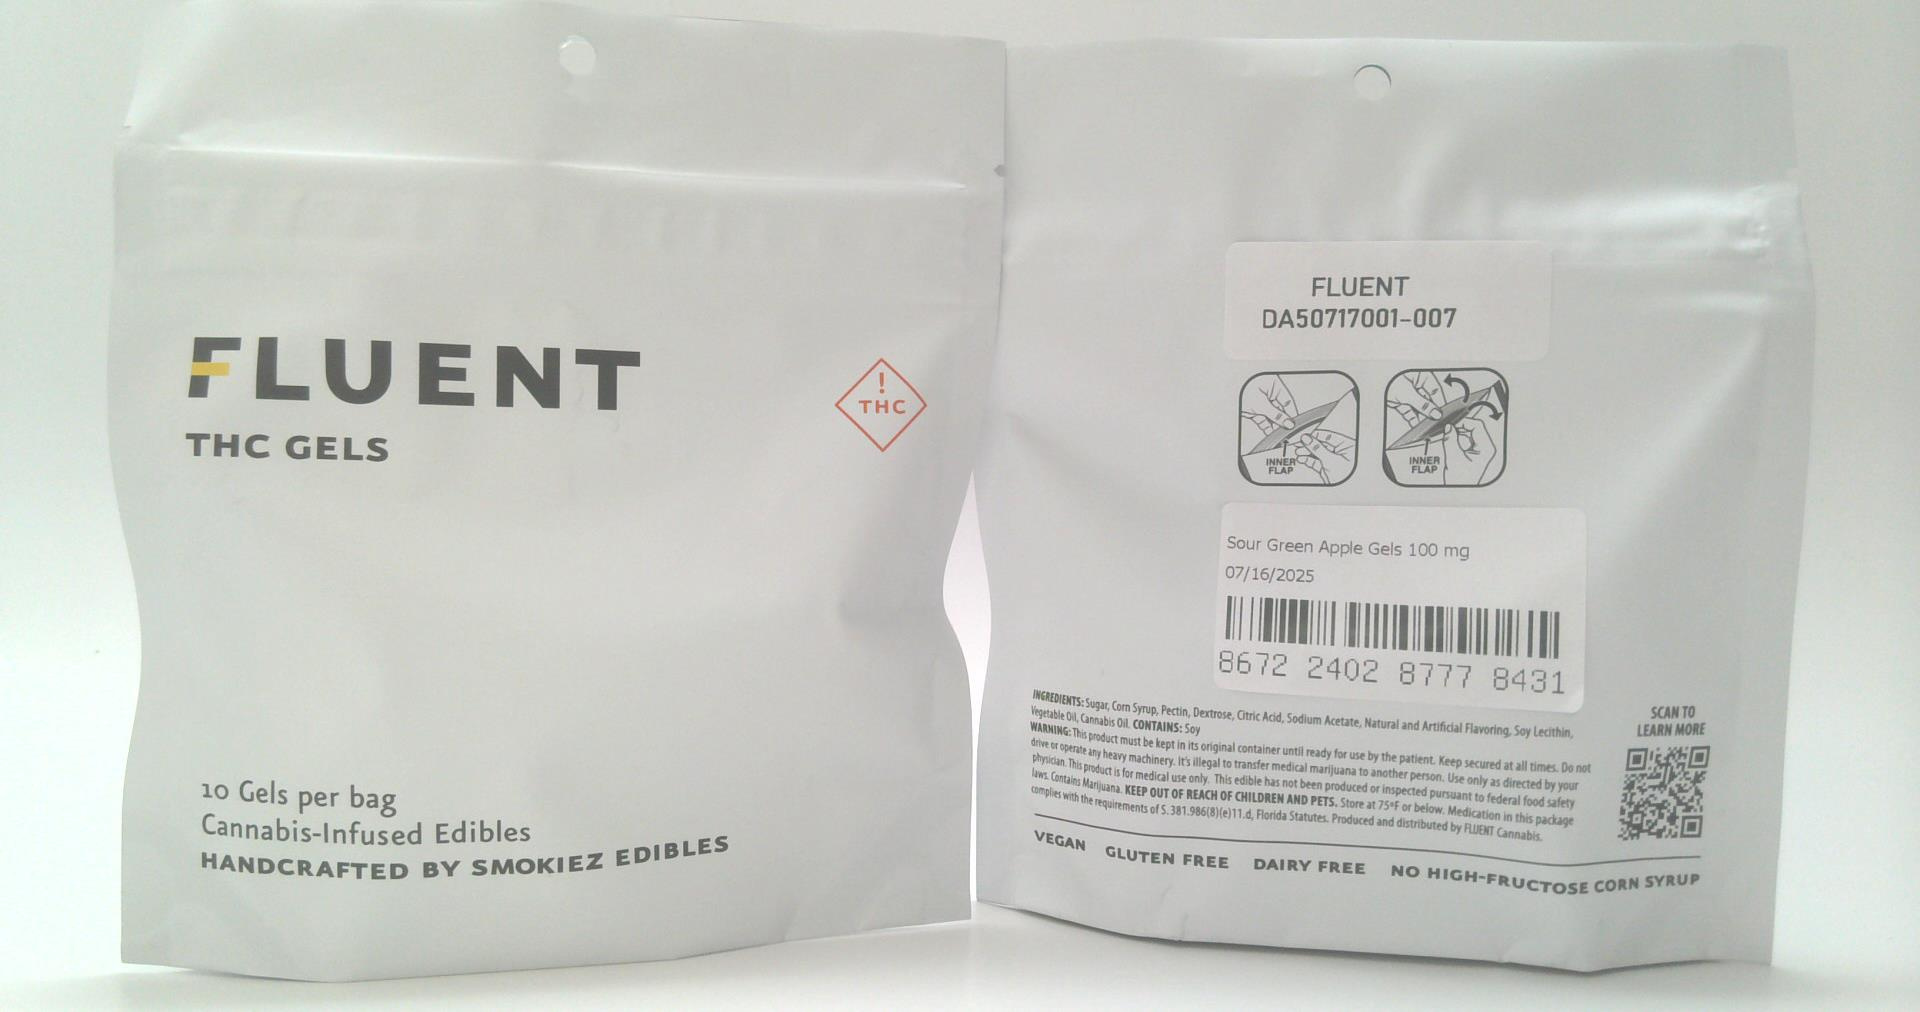 FLUENT
THC GELS
!
THC
10 Gels per bag
Cannabis-Infused Edibles
HANDCRAFTED BY SMOKIEZ EDIBLES
FLUENT
DA50717001-007
INNER
FLAP
INNER
FLAP
Sour Green Apple Gels 100 mg
07/16/2025
8672 2402 8777 8431
INGREDIENTS: Sugar, Corn Syrup, Pectin, Dextrose, Citric Acid, Sodium Acetate, Natural and Artificial Flavoring, Soy Lecithin,
Vegetable Oil, Cannabis Oil. CONTAINS: Soy
WARNING: This product must be kept in its original container until ready for use by the patient. Keep secured at all times. Do not
drive or operate any heavy machinery. It's illegal to transfer medical marijuana to another person. Use only as directed by your
physician. This product is for medical use only. This edible has not been produced or inspected pursuant to federal food safety
laws. Contains Marijuana. KEEP OUT OF REACH OF CHILDREN AND PETS. Store at 75°F or below. Medication in this package
complies with the requirements of S. 381.986(8)(e)11.d, Florida Statutes. Produced and distributed by FLUENT Cannabis.
SCAN TO
LEARN MORE
VEGAN GLUTEN FREE DAIRY FREE NO HIGH-FRUCTOSE CORN SYRUP